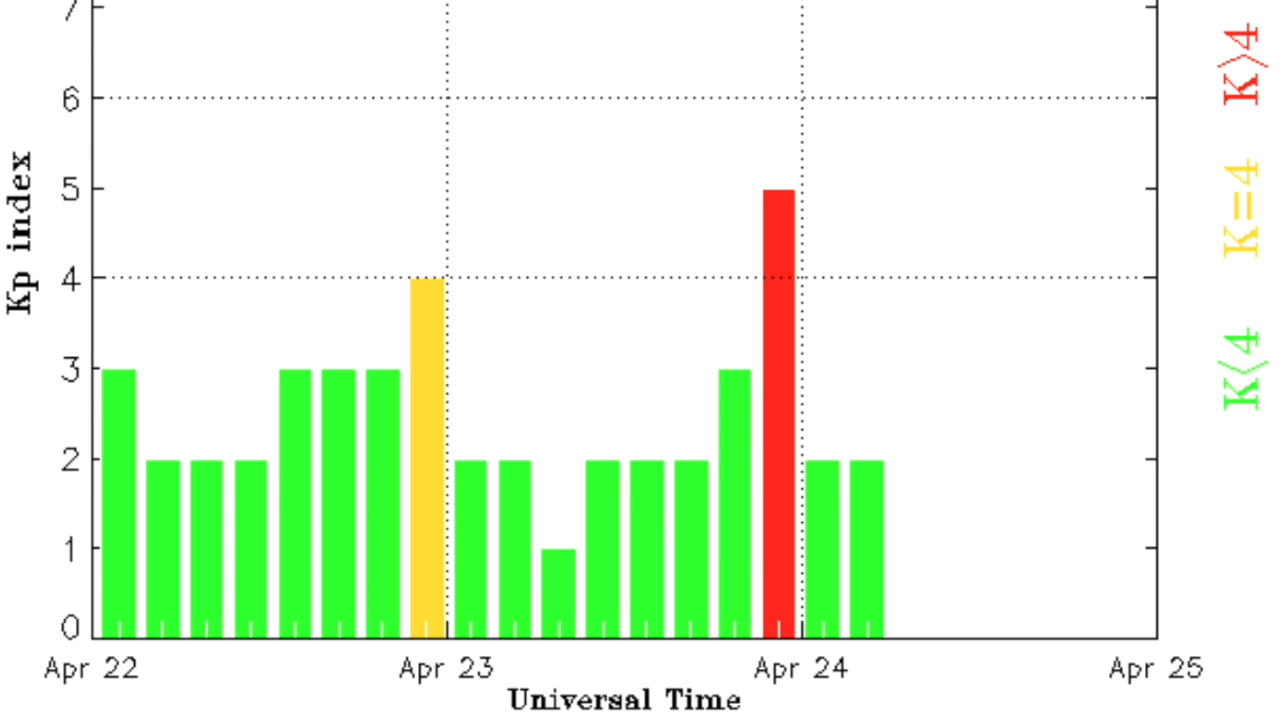 7
6
5
4
3
2
1
0
Kp index
Apr 22
Apr 23
Apr 24
Apr 25
Universal Time
K>4
K=4
K<4